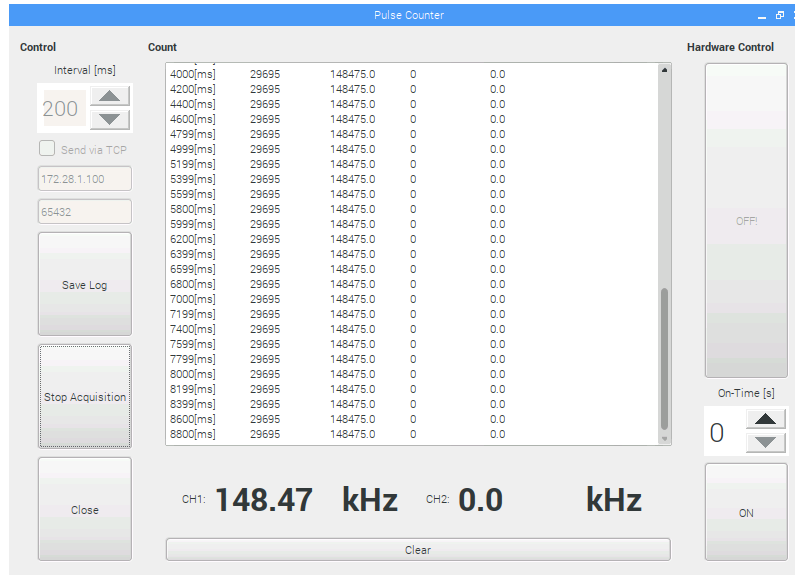 Pulse Counter
Control
Count
Hardware Control
Interval [ms]
200
Send via TCP
172.28.1.100
65432
Save Log
Stop Acquisition
Close
4000[ms] 29695 148475.0 0 0.0
4200[ms] 29695 148475.0 0 0.0
4400[ms] 29695 148475.0 0 0.0
4600[ms] 29695 148475.0 0 0.0
4799[ms] 29695 148475.0 0 0.0
4999[ms] 29695 148475.0 0 0.0
5199[ms] 29695 148475.0 0 0.0
5399[ms] 29695 148475.0 0 0.0
5599[ms] 29695 148475.0 0 0.0
5800[ms] 29695 148475.0 0 0.0
5999[ms] 29695 148475.0 0 0.0
6200[ms] 29695 148475.0 0 0.0
6399[ms] 29695 148475.0 0 0.0
6599[ms] 29695 148475.0 0 0.0
6800[ms] 29695 148475.0 0 0.0
7000[ms] 29695 148475.0 0 0.0
7199[ms] 29695 148475.0 0 0.0
7400[ms] 29695 148475.0 0 0.0
7599[ms] 29695 148475.0 0 0.0
7799[ms] 29695 148475.0 0 0.0
8000[ms] 29695 148475.0 0 0.0
8199[ms] 29695 148475.0 0 0.0
8399[ms] 29695 148475.0 0 0.0
8600[ms] 29695 148475.0 0 0.0
8800[ms] 29695 148475.0 0 0.0
CH1: 148.47 kHz CH2: 0.0 kHz
Clear
OFF!
On-Time [s]
0
ON